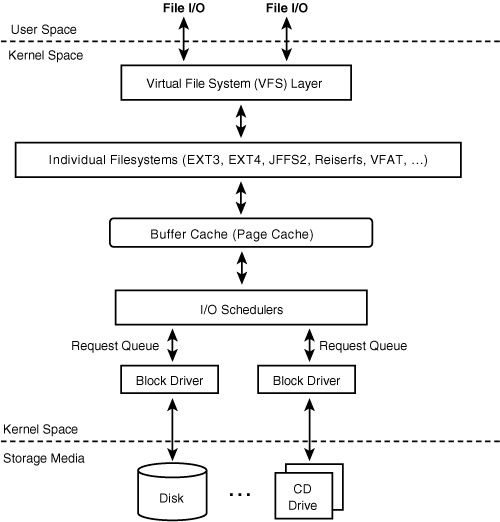 File I/O File I/O
User Space
Kernel Space
Virtual File System (VFS) Layer
Individual Filesystems (EXT3, EXT4, JFFS2, Reiserfs, VFAT, ...)
Buffer Cache (Page Cache)
I/O Schedulers
Request Queue Request Queue
Block Driver Block Driver
Kernel Space
Storage Media
Disk
...
CD
Drive